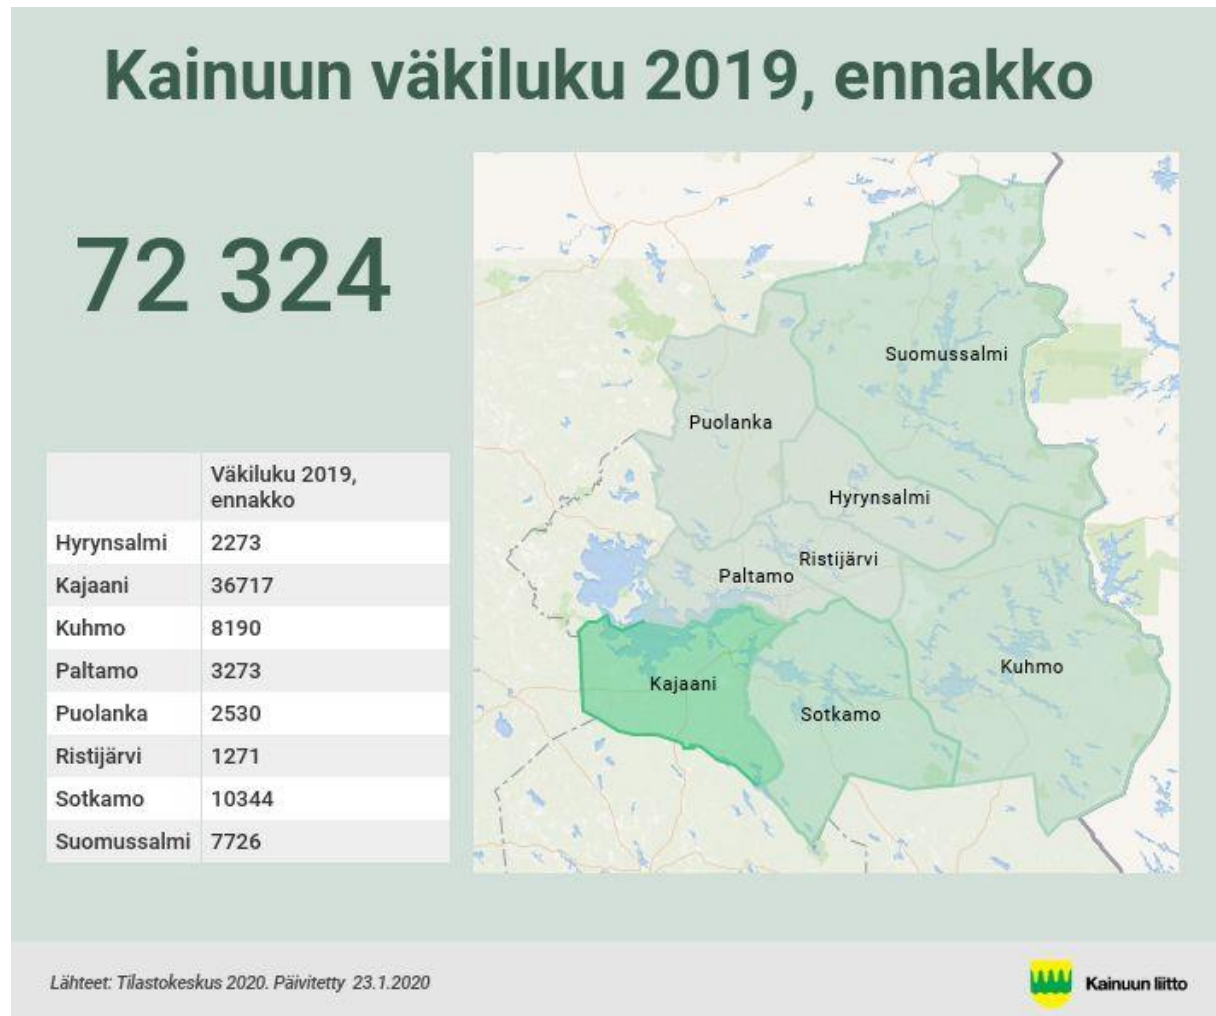 Kainuun väkiluku 2019, ennakko
72 324
Väkiluku 2019,
ennakko
Hyrynsalmi 2273
Kajaani 36717
Kuhmo 8190
Paltamo 3273
Puolanka 2530
Ristijärvi 1271
Sotkamo 10344
Suomussalmi 7726
Suomussalmi
Puolanka
Hyrynsalmi
Ristijärvi
Paltamo
Kuhmo
Kajaani
Sotkamo
Lähteet: Tilastokeskus 2020. Päivitetty 23.1.2020
Kainuun liitto